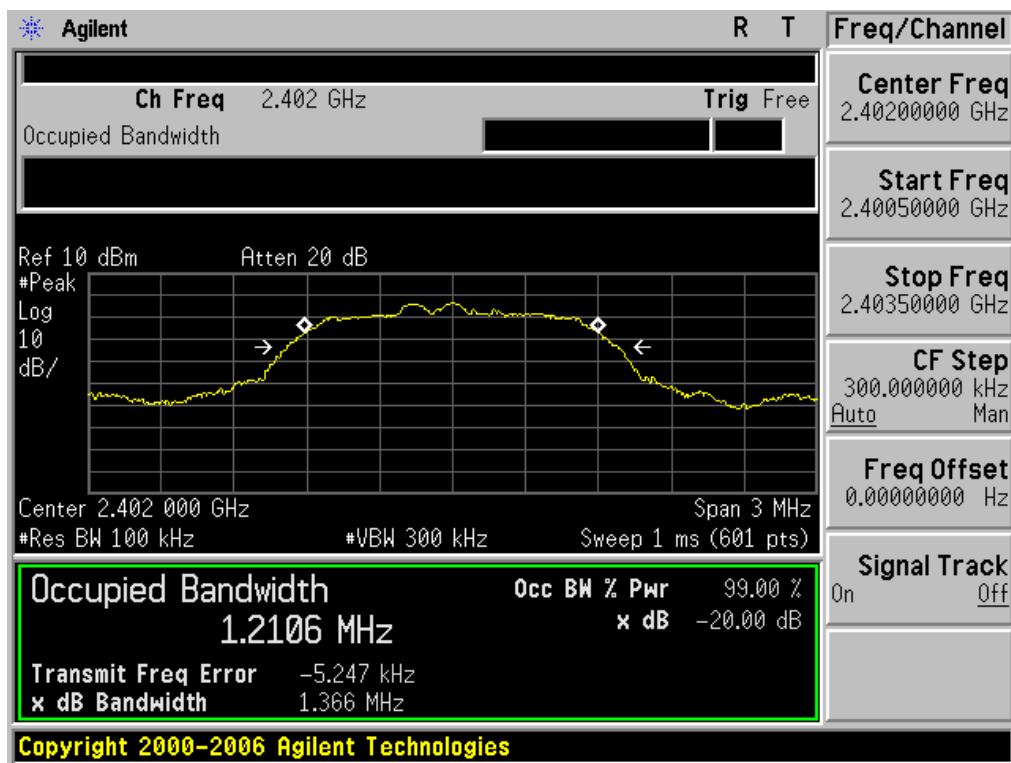 Agilent R T
Freq/Channel
Ch Freq 2.402 GHz Trig Free
Occupied Bandwidth
Center Freq
2.40200000 GHz
Start Freq
2.40050000 GHz
Stop Freq
2.40350000 GHz
CF Step
300.000000 kHz
Auto Man
Freq Offset
0.00000000 Hz
Signal Track
On Off
Ref 10 dBm Atten 20 dB
#Peak
Log
10
dB/
Center 2.402 000 GHz Span 3 MHz
#Res BW 100 kHz #VBW 300 kHz Sweep 1 ms (601 pts)
Occupied Bandwidth
1.2106 MHz
Occ BW % Pwr 99.00 %
x dB -20.00 dB
Transmit Freq Error -5.247 kHz
x dB Bandwidth 1.366 MHz
Copyright 2000-2006 Agilent Technologies